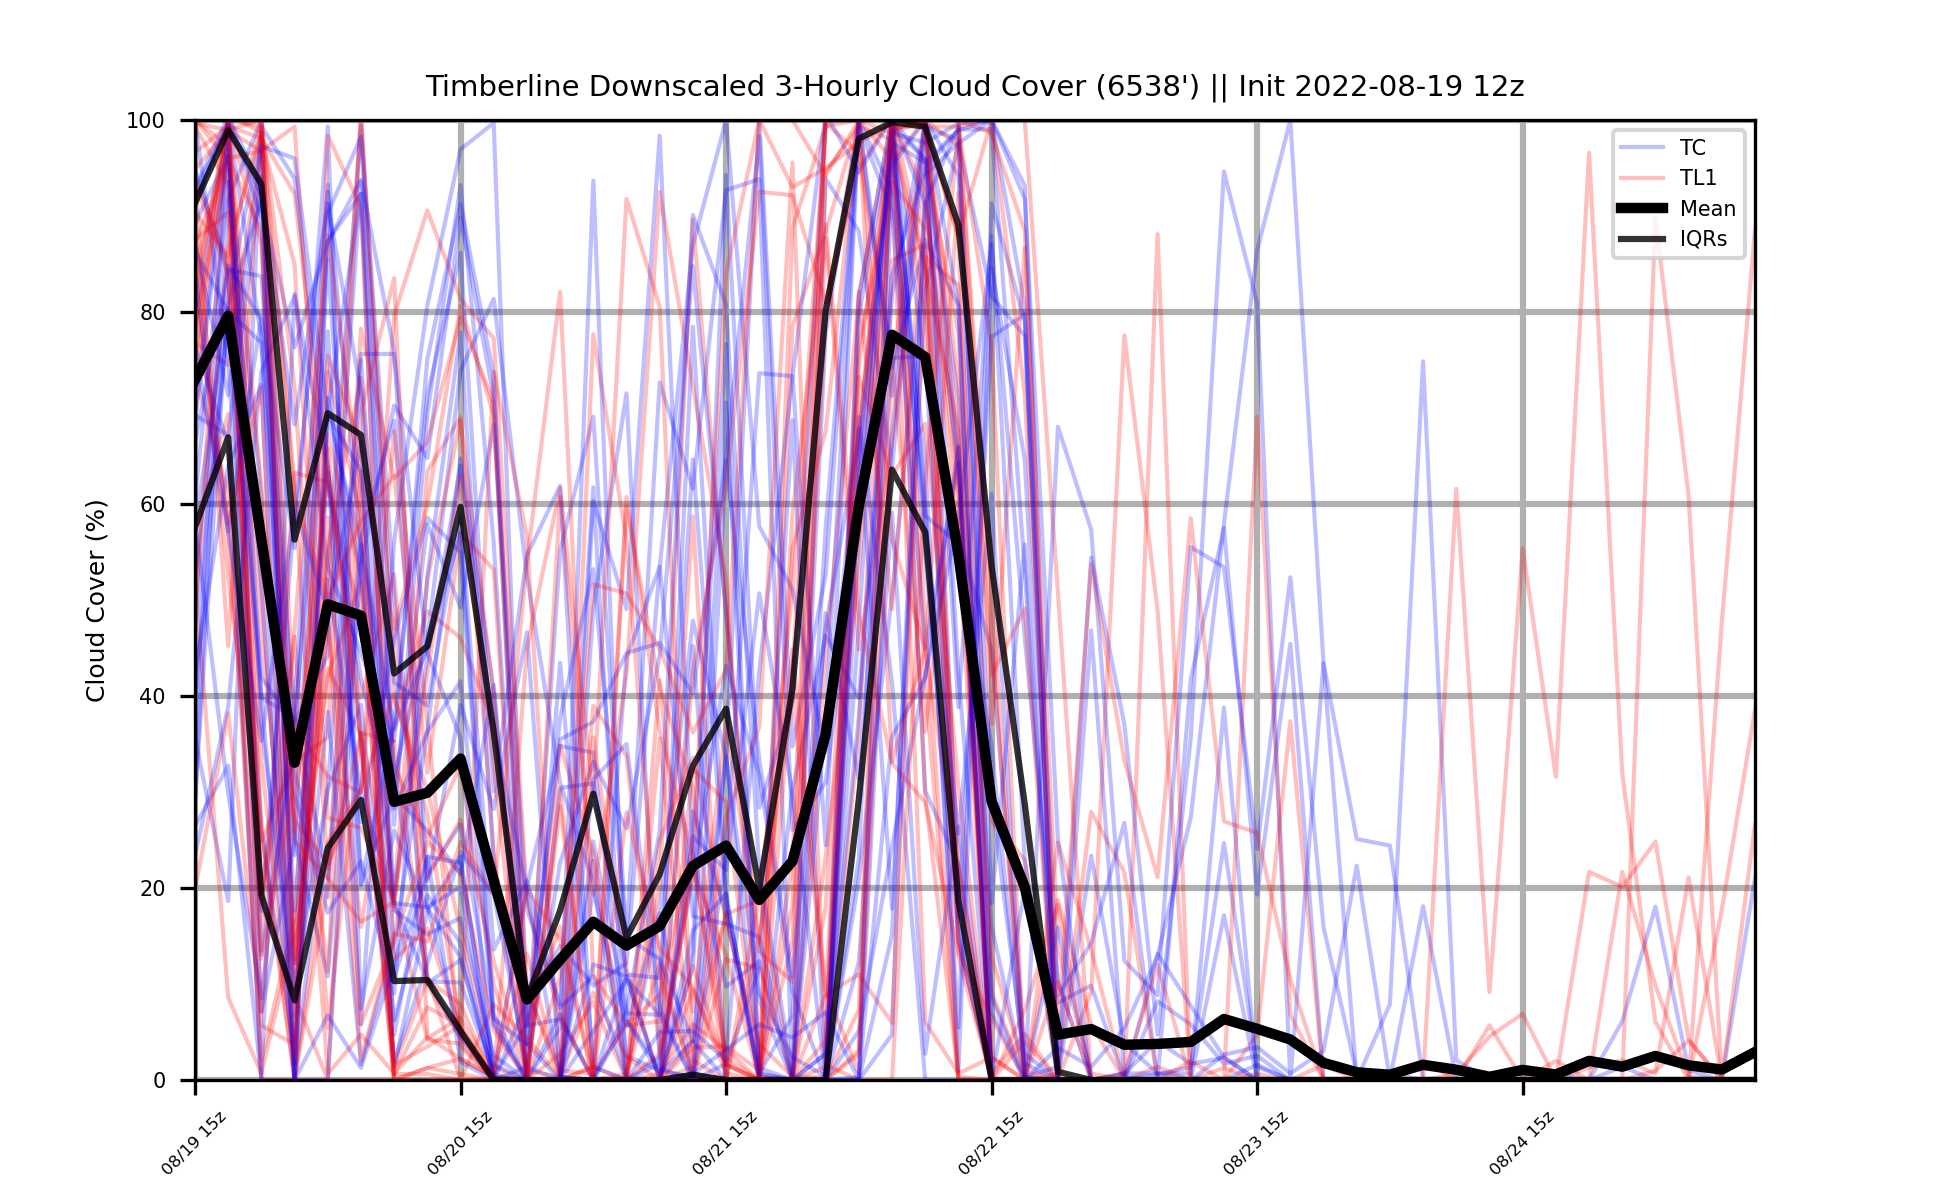 Timberline Downscaled 3-Hourly Cloud Cover (6538') || Init 2022-08-19 12z
Cloud Cover (%)
100
80
60
40
20
0
TC
TL1
Mean
IQRs
08/19 15z
08/20 15z
08/21 15z
08/22 15z
08/23 15z
08/24 15z